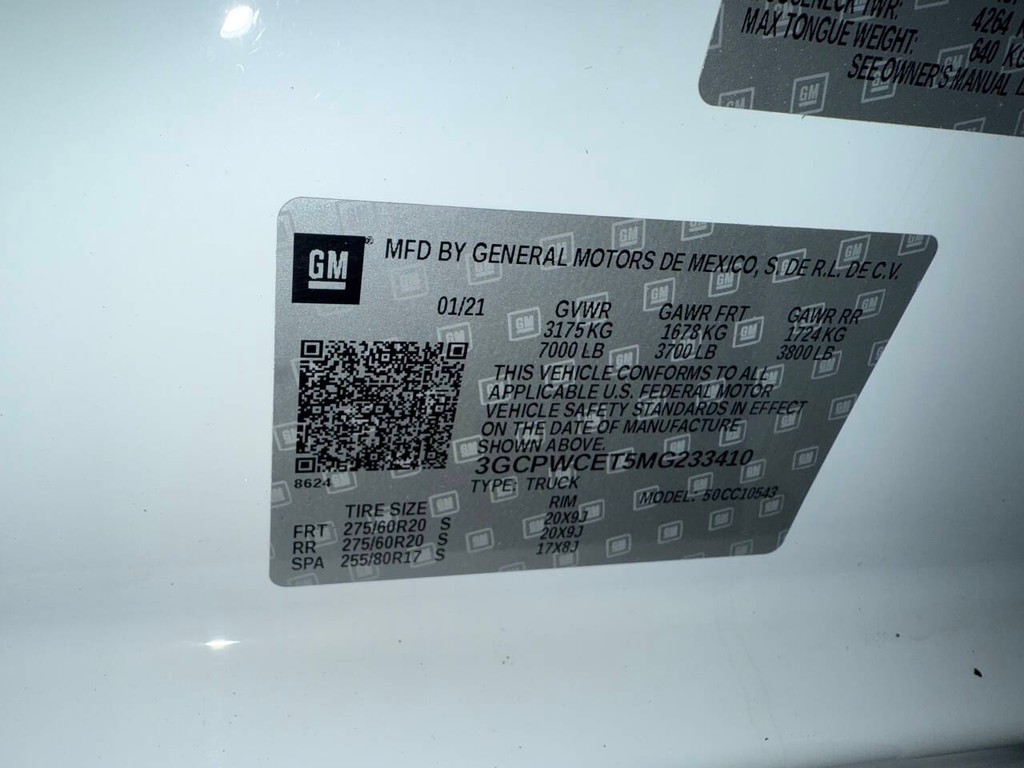 TWR:
4264
MAX TONGUE WEIGHT:
640 KG
SEE OWNER'S MANUAL
GM
MFD BY GENERAL MOTORS DE MEXICO, S. DE R.L. DE C.V.
01/21 GVWR GAWR FRT GAWR RR
3175 KG 1678 KG 1724 KG
7000 LB 3700 LB 3800 LB
THIS VEHICLE CONFORMS TO ALL
APPLICABLE U.S. FEDERAL MOTOR
VEHICLE SAFETY STANDARDS IN EFFECT
ON THE DATE OF MANUFACTURE
SHOWN ABOVE.
3GCPWCET5MG233410
8624
TYPE: TRUCK MODEL: 50CC10543
TIRE SIZE RIM
FRT 275/60R20 S 20X9J
RR 275/60R20 S 20X9J
SPA 255/80R17 S 17X8J